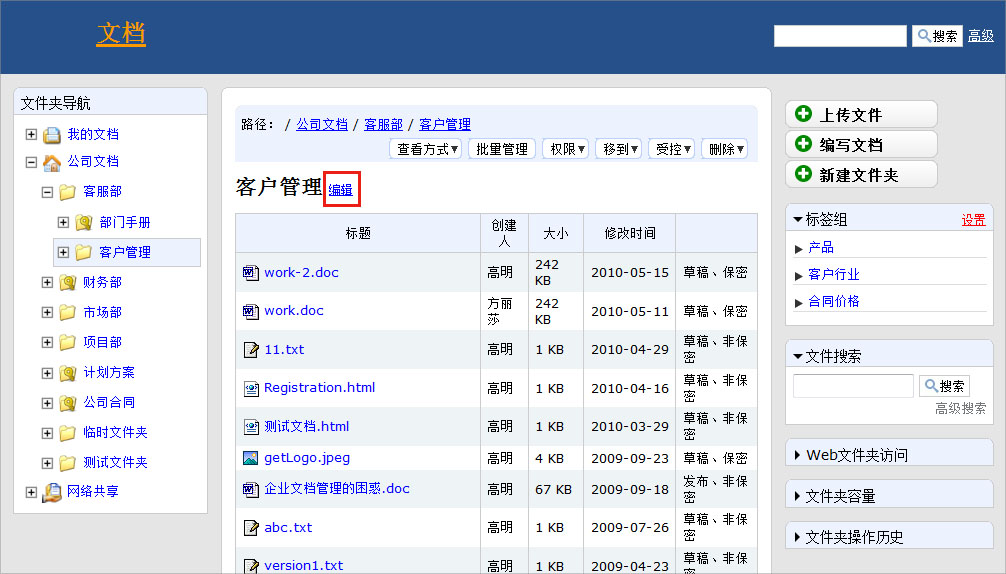 文档
搜索 高级
文件夹导航
我的文档
公司文档
客服部
部门手册
客户管理
财务部
市场部
项目部
计划方案
公司合同
临时文件夹
测试文件夹
网络共享
路径： / 公司文档 / 客服部 / 客户管理
查看方式▾ 批量管理 权限▾ 移到▾ 受控▾ 删除▾
客户管理 编辑
标题 创建人 大小 修改时间
work-2.doc 高明 242 KB 2010-05-15 草稿、保密
work.doc 方丽莎 242 KB 2010-05-11 草稿、保密
11.txt 高明 1 KB 2010-04-29 草稿、非保密
Registration.html 高明 1 KB 2010-04-16 草稿、非保密
测试文档.html 高明 1 KB 2010-03-29 草稿、非保密
getLogo.jpeg 高明 4 KB 2009-09-23 草稿、保密
企业文档管理的困惑.doc 高明 67 KB 2009-09-18 发布、非保密
abc.txt 高明 1 KB 2009-07-26 草稿、非保密
version1.txt 高明 1 KB 2009-04-23 草稿、非保密
上传文件
编写文档
新建文件夹
标签组 设置
产品
客户行业
合同价格
文件搜索
搜索
高级搜索
Web文件夹访问
文件夹容量
文件夹操作历史